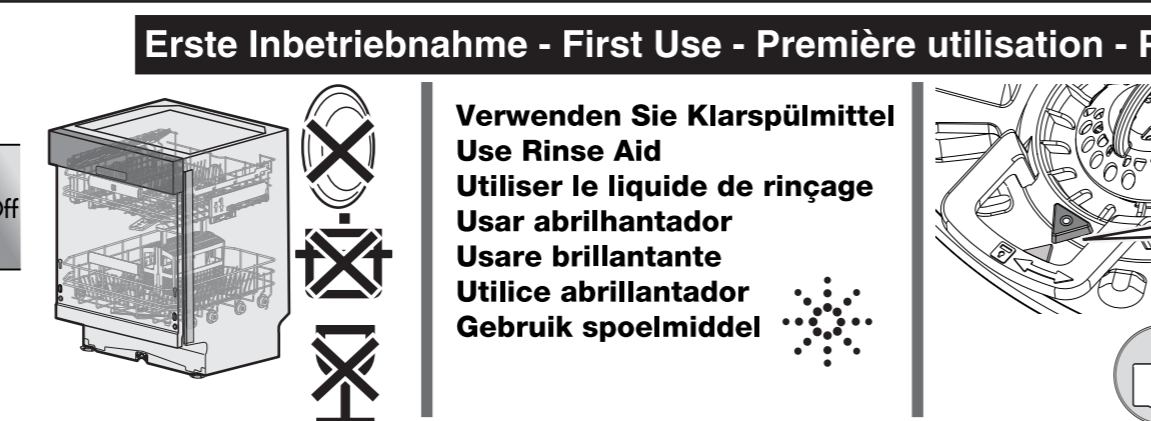 Erste Inbetriebnahme - First Use - Première utilisation -
Off
Verwenden Sie Klarspülmittel
Use Rinse Aid
Utiliser le liquide de rinçage
Usar abrilhantador
Usare brillantante
Utilice abrillantador
Gebruik spoelmiddel